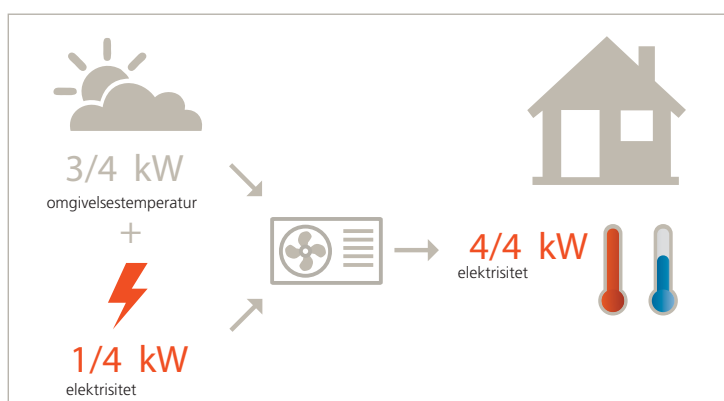 3/4 kW
omgivelsestemperatur
+
1/4 kW
elektrisitet
4/4 kW
elektrisitet